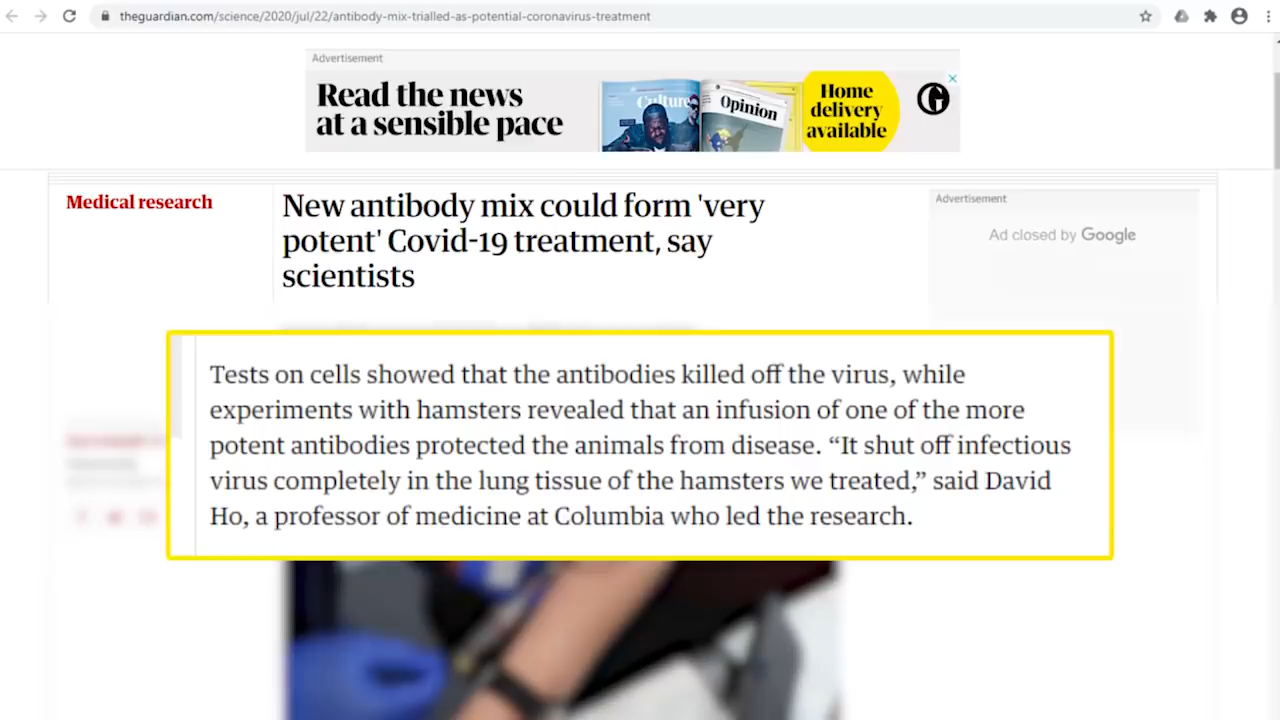 theguardian.com/science/2020/jul/22/antibody-mix-trialled-as-potential-coronavirus-treatment
Advertisement
Read the news
at a sensible pace
Culture
Opinion
Home
delivery
available
G
Medical research
New antibody mix could form 'very
potent' Covid-19 treatment, say
scientists
Advertisement
Ad closed by Google
Tests on cells showed that the antibodies killed off the virus, while
experiments with hamsters revealed that an infusion of one of the more
potent antibodies protected the animals from disease. “It shut off infectious
virus completely in the lung tissue of the hamsters we treated,” said David
Ho, a professor of medicine at Columbia who led the research.